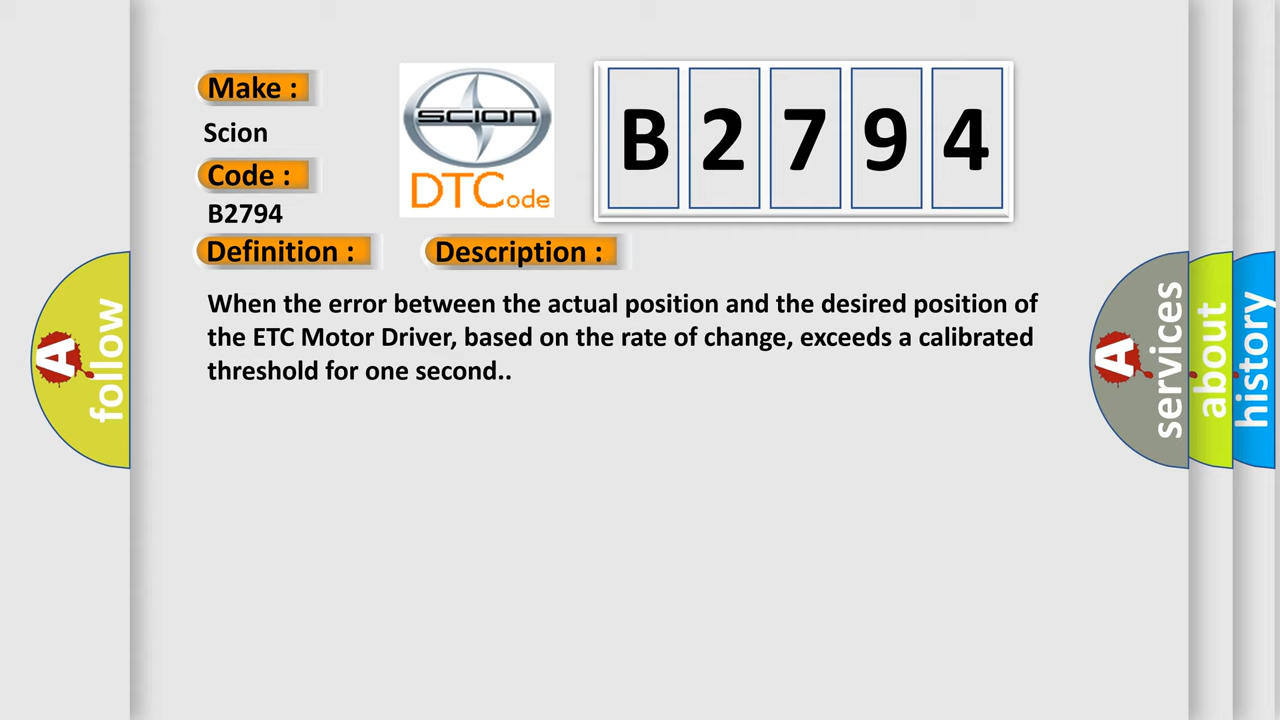 Make :
Scion
Code :
B2794
Definition :
Description :
SCION
DTCode
B 2 7 9 4
When the error between the actual position and the desired position of
the ETC Motor Driver, based on the rate of change, exceeds a calibrated
threshold for one second..
A follow
A services
about
history